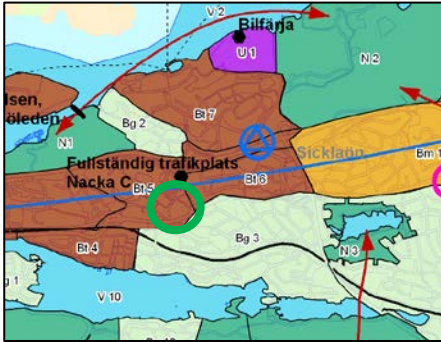 V 2
Bilfärja
U 1
N 2
lsen,
öleden
Bt 7
Bg 2
N1
Sicklaön
Fullständig trafikplats
Nacka C
Bt 5
Bt 6
Bm 1
Bg 3
Bt 4
N 3
g 1
V 10